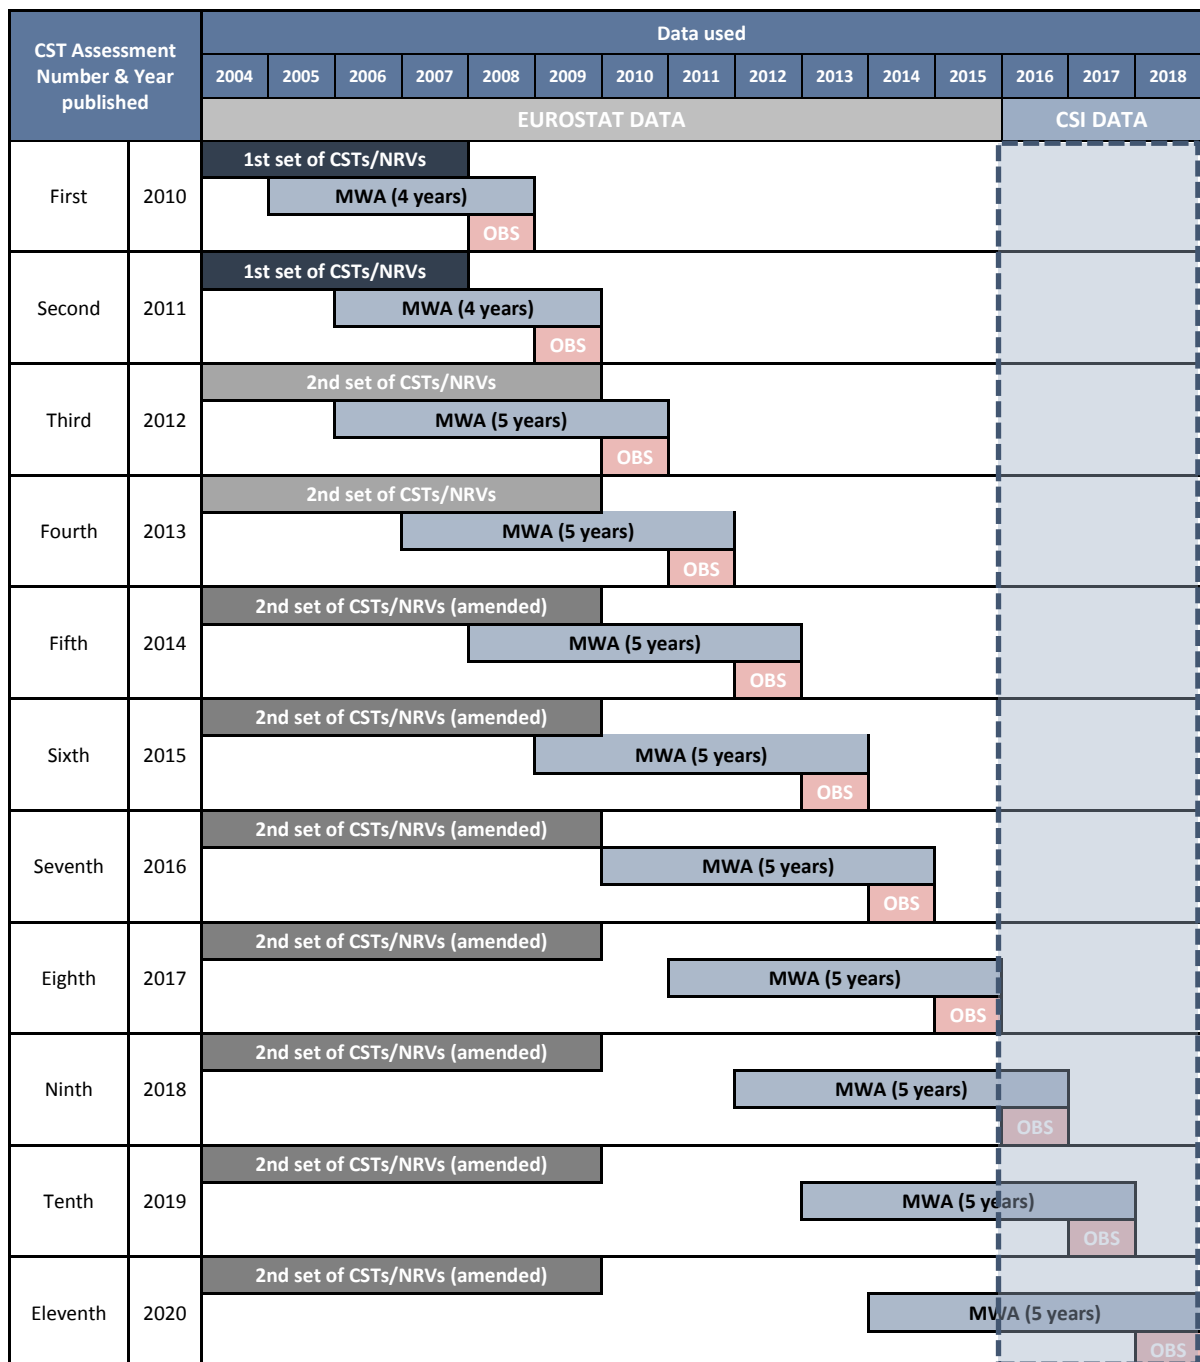 CST Assessment
Number & Year
published
Data used
2004 2005 2006 2007 2008 2009 2010 2011 2012 2013 2014 2015 2016 2017 2018
EUROSTAT DATA CSI DATA
1st set of CSTs/NRVs
First 2010 MWA (4 years)
OBS
1st set of CSTs/NRVs
Second 2011 MWA (4 years)
OBS
2nd set of CSTs/NRVs
Third 2012 MWA (5 years)
OBS
2nd set of CSTs/NRVs
Fourth 2013 MWA (5 years)
OBS
2nd set of CSTs/NRVs (amended)
Fifth 2014 MWA (5 years)
OBS
2nd set of CSTs/NRVs (amended)
Sixth 2015 MWA (5 years)
OBS
2nd set of CSTs/NRVs (amended)
Seventh 2016 MWA (5 years)
OBS
2nd set of CSTs/NRVs (amended)
Eighth 2017 MWA (5 years)
OBS
2nd set of CSTs/NRVs (amended)
Ninth 2018 MWA (5 years)
OBS
2nd set of CSTs/NRVs (amended)
Tenth 2019 MWA (5 years)
OBS
2nd set of CSTs/NRVs (amended)
Eleventh 2020 MWA (5 years)
OBS